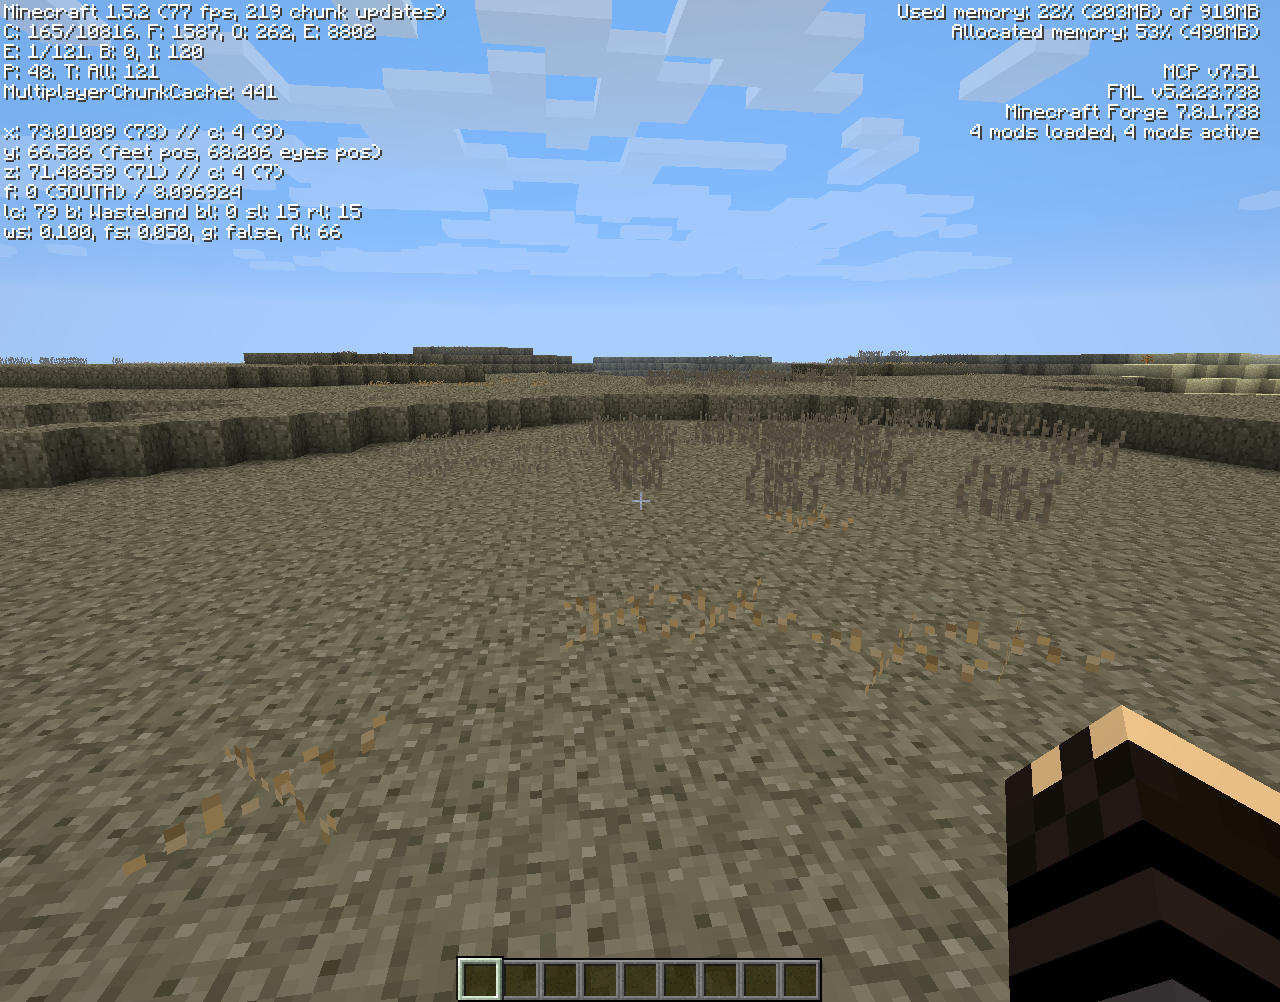 Minecraft 1.5.2 (77 fps, 219 chunk updates)
C: 165/10816. F: 1587, O: 262, E: 8802
E: 1/121. B: 0, I: 120
P: 48. T: All: 121
MultiplayerChunkCache: 441
x: 73.01009 (73) // c: 4 (9)
y: 66.586 (feet pos, 68.206 eyes pos)
z: 71.48659 (71) // c: 4 (7)
f: 0 (SOUTH) / 8.096924
lc: 79 b: Wasteland bl: 0 sl: 15 rl: 15
ws: 0.100, fs: 0.050, g: false, fl: 66
Used memory: 22% (203MB) of 910MB
Allocated memory: 53% (490MB)
MCP v7.51
FML v5.2.23.738
Minecraft Forge 7.8.1.738
4 mods loaded, 4 mods active